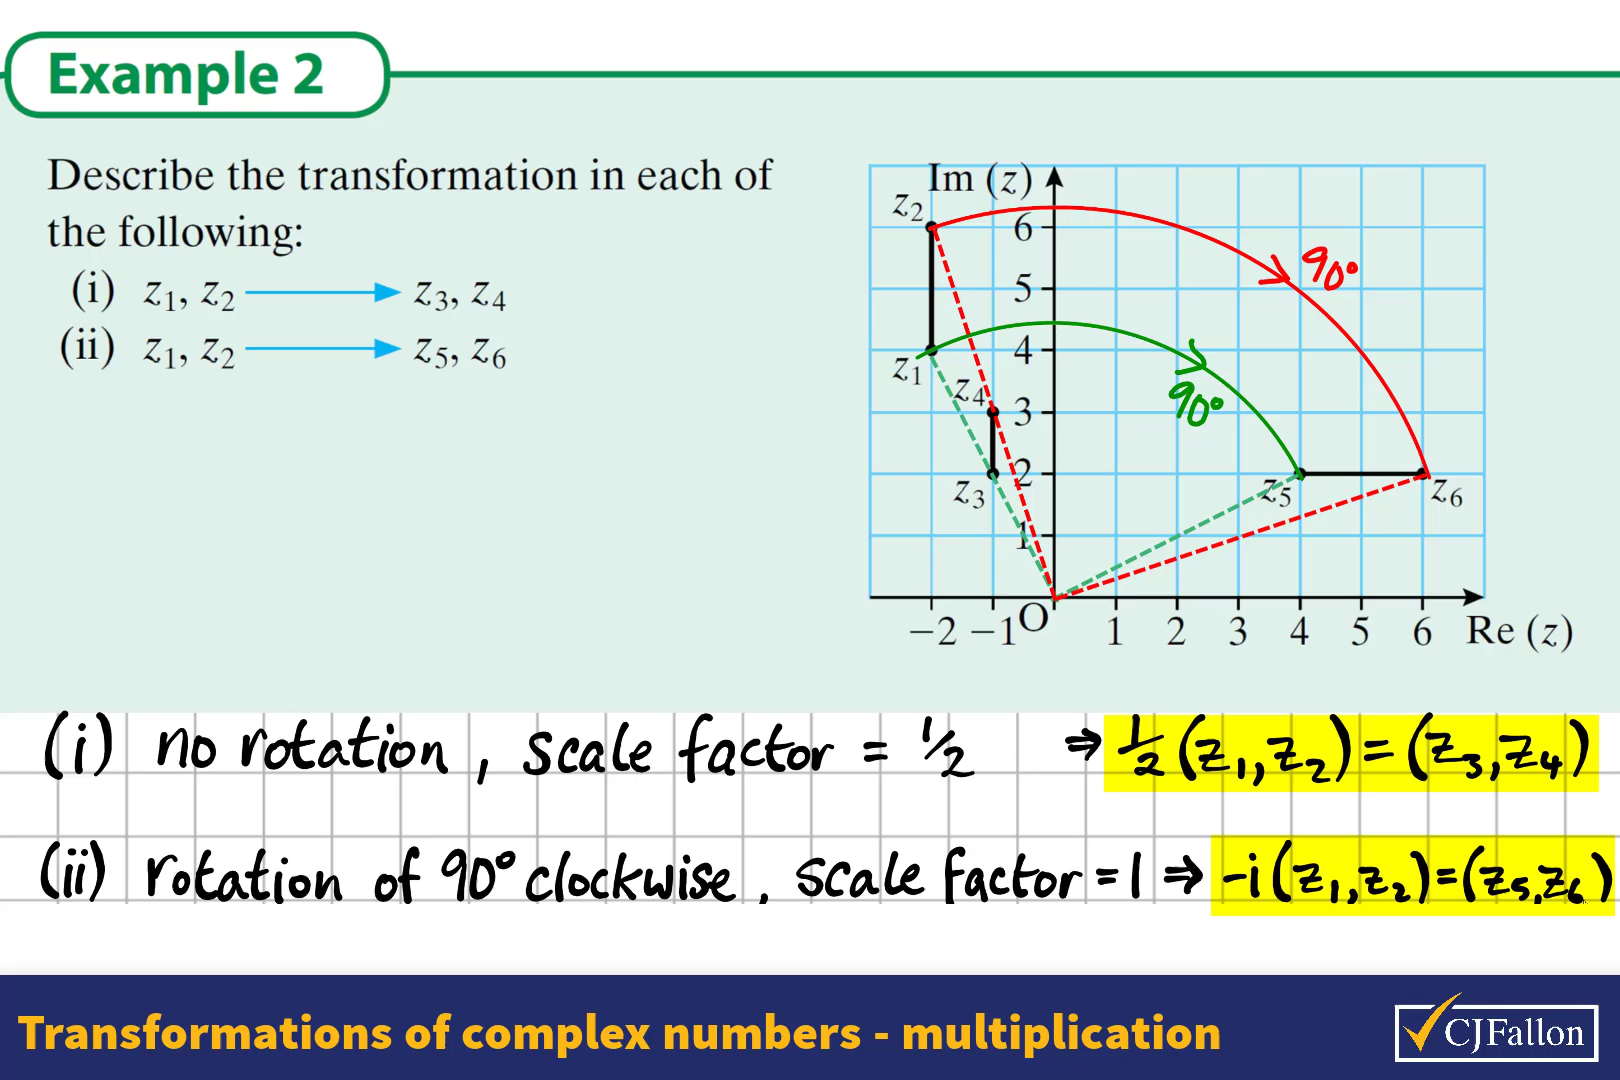 Example 2
Describe the transformation in each of
the following:
(i) z₁, z₂ ⟶ z₃, z₄
(ii) z₁, z₂ ⟶ z₅, z₆
Im (z)
z₂
6
90°
5
4
z₁
z₄
90°
3
2
z₃
z₅
z₆
1
−2 −1 O 1 2 3 4 5 6 Re (z)
(i) no rotation, scale factor = ½ ⇒ ½(z₁,z₂)=(z₃,z₄)
(ii) rotation of 90° clockwise, scale factor = 1 ⇒ -i(z₁,z₂)=(z₅,z₆)
Transformations of complex numbers - multiplication
CJFallon